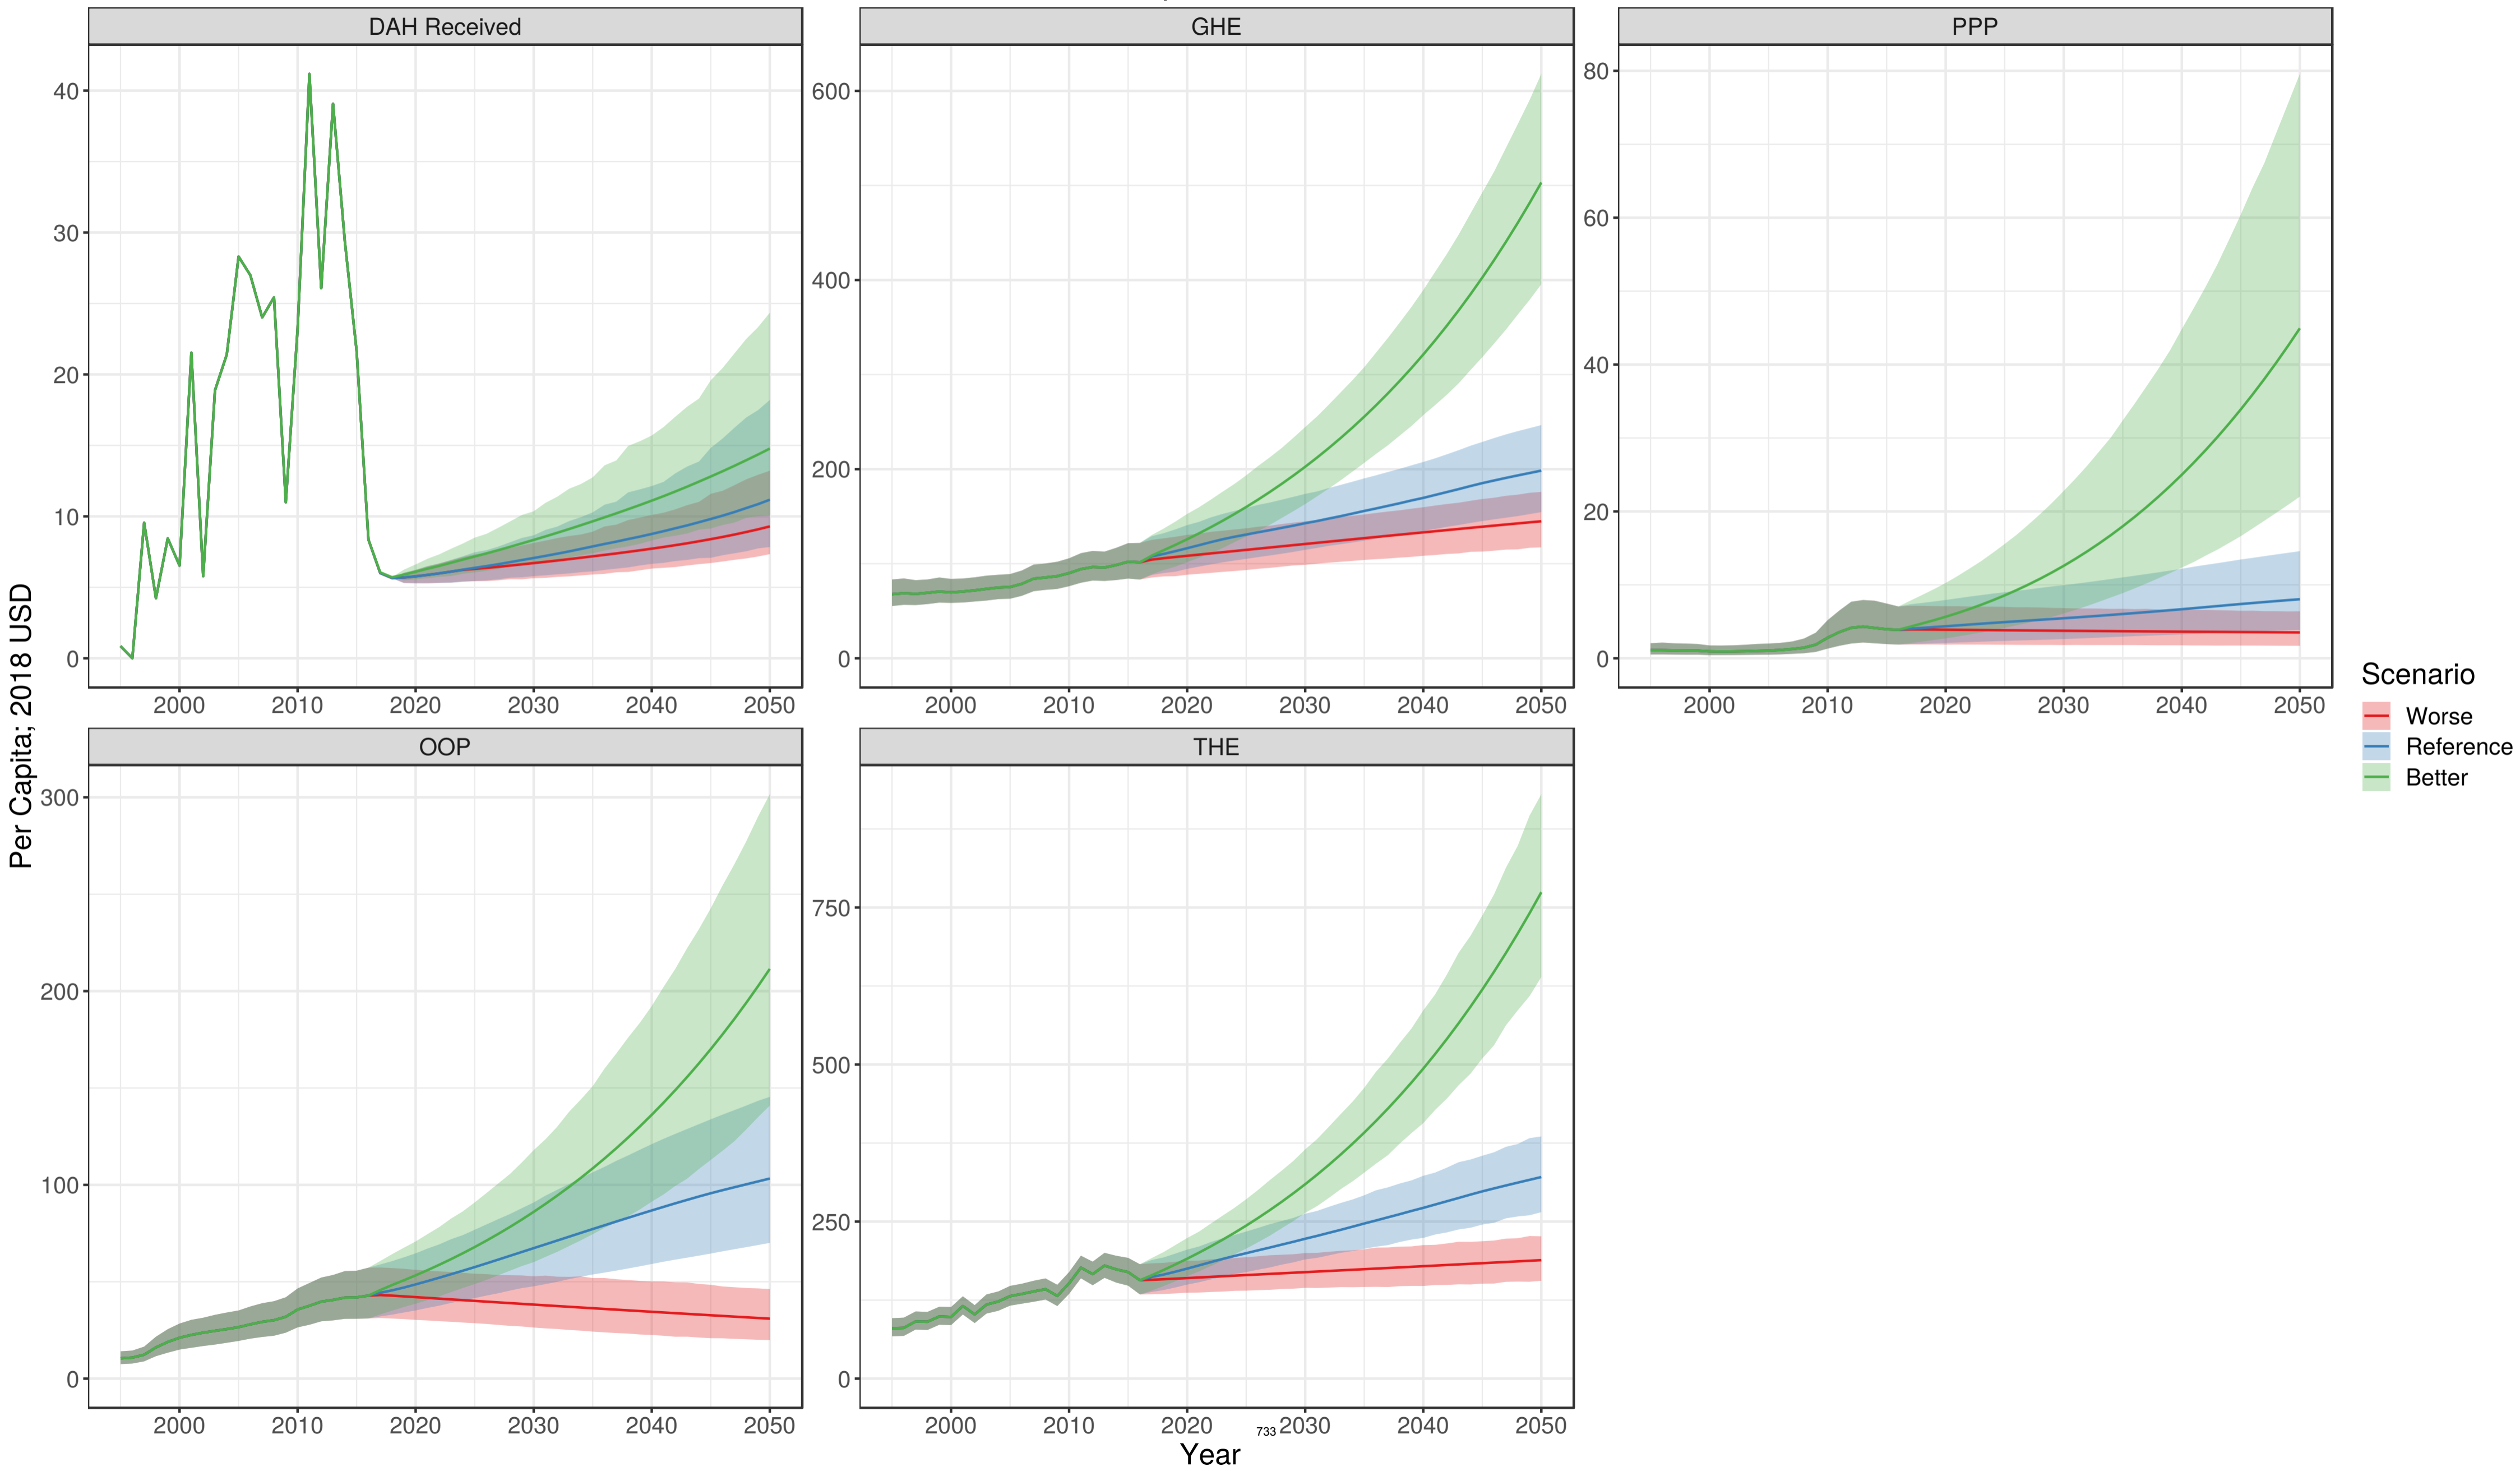 DAH Received
GHE
PPP
40
30
20
10
0
2000 2010 2020 2030 2040 2050
600
400
200
0
2000 2010 2020 2030 2040 2050
80
60
40
20
0
2000 2010 2020 2030 2040 2050
OOP
THE
300
200
100
0
2000 2010 2020 2030 2040 2050
750
500
250
0
2000 2010 2020 2030 2040 2050
Per Capita; 2018 USD
733
Year
Scenario
Worse
Reference
Better